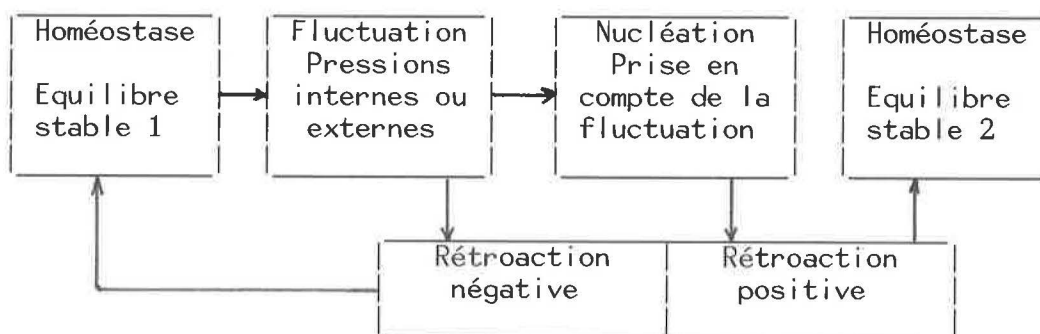 Homéostase
Equilibre
stable 1
Fluctuation
Pressions
internes ou
externes
Nucléation
Prise en
compte de la
fluctuation
Homéostase
Equilibre
stable 2
Rétroaction
négative
Rétroaction
positive